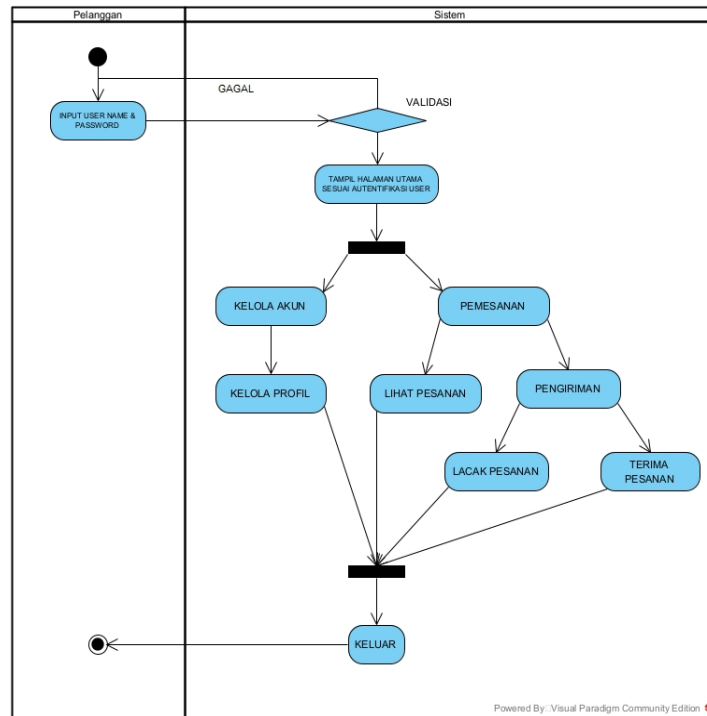 Pelanggan
Sistem
GAGAL
VALIDASI
INPUT USER NAME &
PASSWORD
TAMPIL HALAMAN UTAMA
SESUAI AUTENTIFIKASI USER
KELOLA AKUN
PEMESANAN
KELOLA PROFIL
LIHAT PESANAN
PENGIRIMAN
LACAK PESANAN
TERIMA
PESANAN
KELUAR
Powered By Visual Paradigm Community Edition